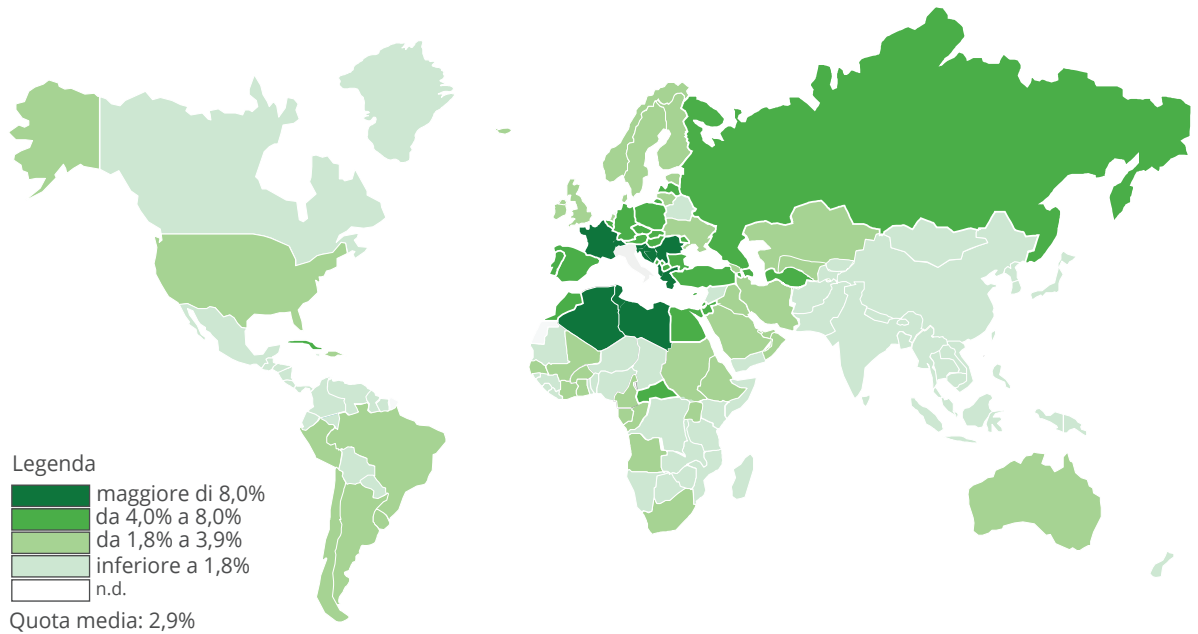 Legenda
maggiore di 8,0%
da 4,0% a 8,0%
da 1,8% a 3,9%
inferiore a 1,8%
n.d.
Quota media: 2,9%